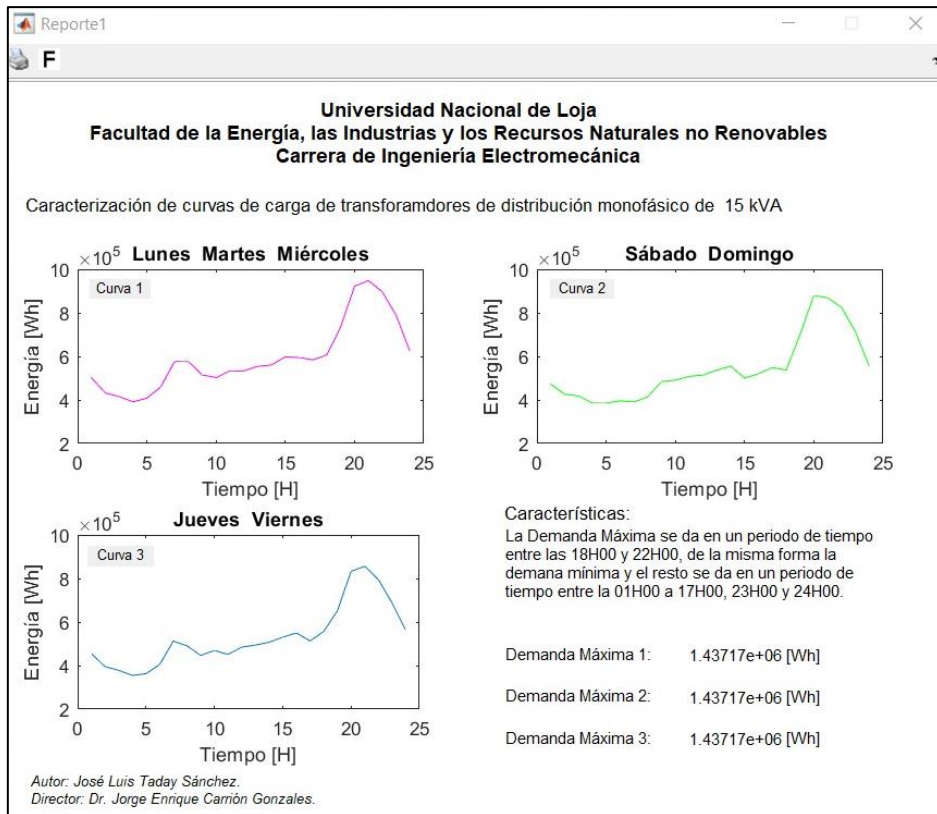 Reporte1
F
Universidad Nacional de Loja
Facultad de la Energía, las Industrias y los Recursos Naturales no Renovables
Carrera de Ingeniería Electromecánica
Caracterización de curvas de carga de transforamdores de distribución monofásico de 15 kVA
×10⁵ Lunes Martes Miércoles
Curva 1
Energía [Wh]
10
8
6
4
2
0 5 10 15 20 25
Tiempo [H]
×10⁵ Sábado Domingo
Curva 2
Energía [Wh]
10
8
6
4
2
0 5 10 15 20 25
Tiempo [H]
×10⁵ Jueves Viernes
Curva 3
Energía [Wh]
10
8
6
4
2
0 5 10 15 20 25
Tiempo [H]
Características:
La Demanda Máxima se da en un periodo de tiempo
entre las 18H00 y 22H00, de la misma forma la
demana mínima y el resto se da en un periodo de
tiempo entre la 01H00 a 17H00, 23H00 y 24H00.
Demanda Máxima 1: 1.43717e+06 [Wh]
Demanda Máxima 2: 1.43717e+06 [Wh]
Demanda Máxima 3: 1.43717e+06 [Wh]
Autor: José Luis Taday Sánchez.
Director: Dr. Jorge Enrique Carrión Gonzales.